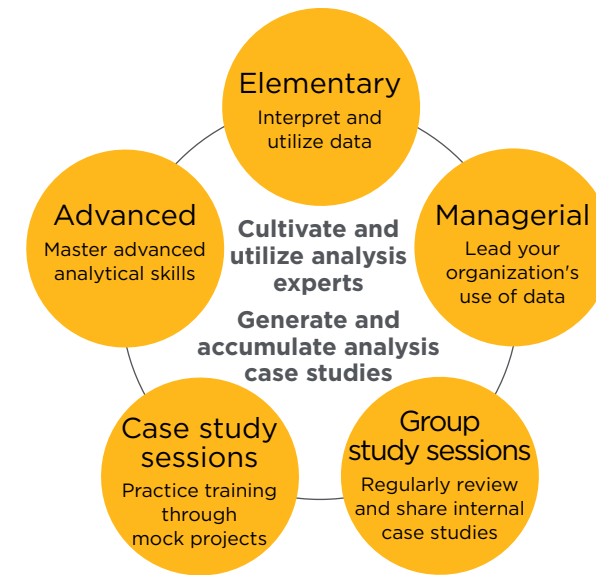 Elementary
Interpret and
utilize data
Advanced
Master advanced
analytical skills
Cultivate and
utilize analysis
experts
Generate and
accumulate analysis
case studies
Managerial
Lead your
organization's
use of data
Case study
sessions
Practice training
through
mock projects
Group
study sessions
Regularly review
and share internal
case studies